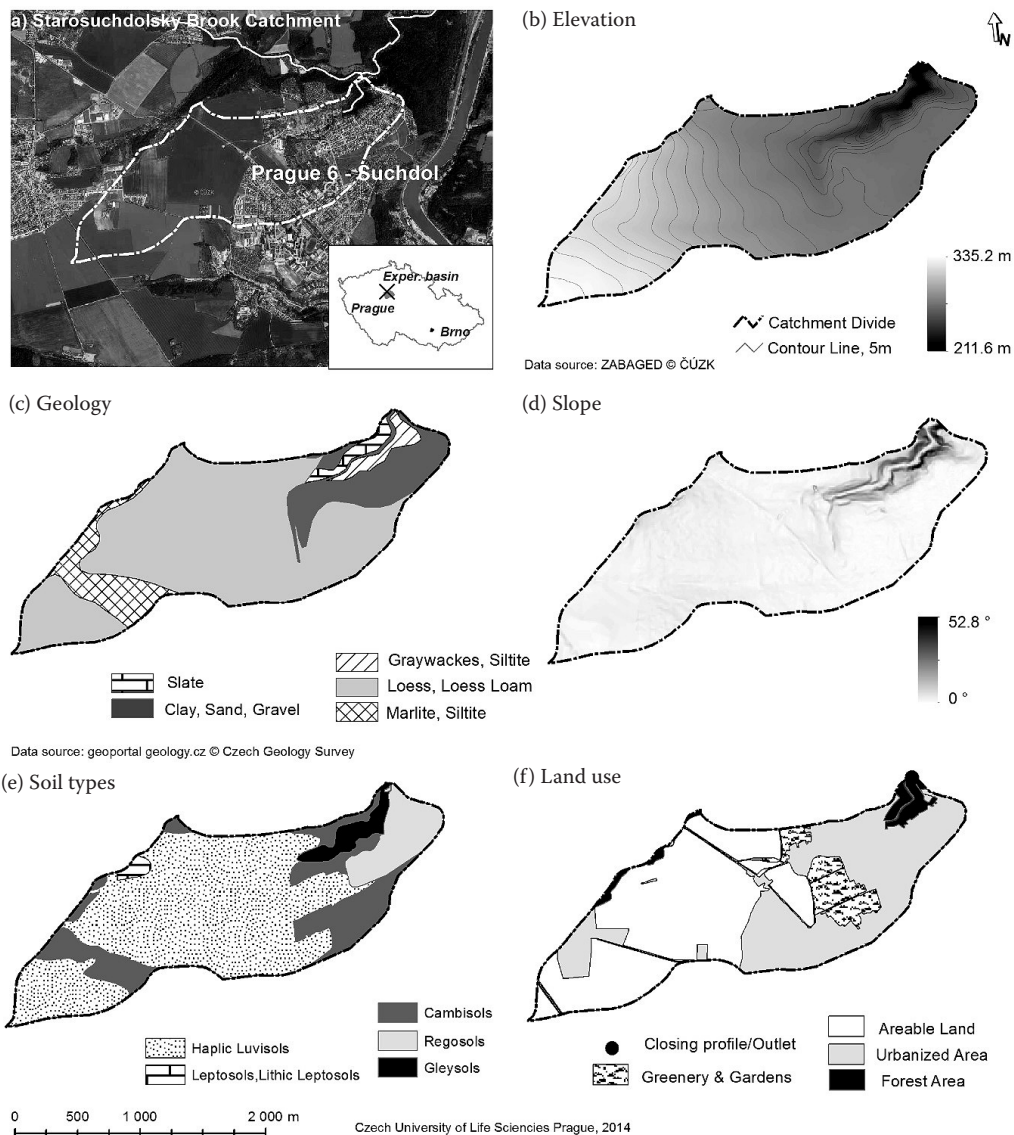 a) Starosuchdolsky Brook Catchment
Prague 6 - Suchdol
© ČÚZK
Exper. basin
Prague
Brno
(b) Elevation
N
335.2 m
211.6 m
Catchment Divide
Contour Line, 5m
Data source: ZABAGED © ČÚZK
(c) Geology
Slate
Clay, Sand, Gravel
Graywackes, Siltite
Loess, Loess Loam
Marlite, Siltite
Data source: geoportal geology.cz © Czech Geology Survey
(d) Slope
52.8 °
0 °
(e) Soil types
Haplic Luvisols
Leptosols,Lithic Leptosols
Cambisols
Regosols
Gleysols
(f) Land use
Closing profile/Outlet
Greenery & Gardens
Areable Land
Urbanized Area
Forest Area
0 500 1 000 2 000 m
Czech University of Life Sciencies Prague, 2014